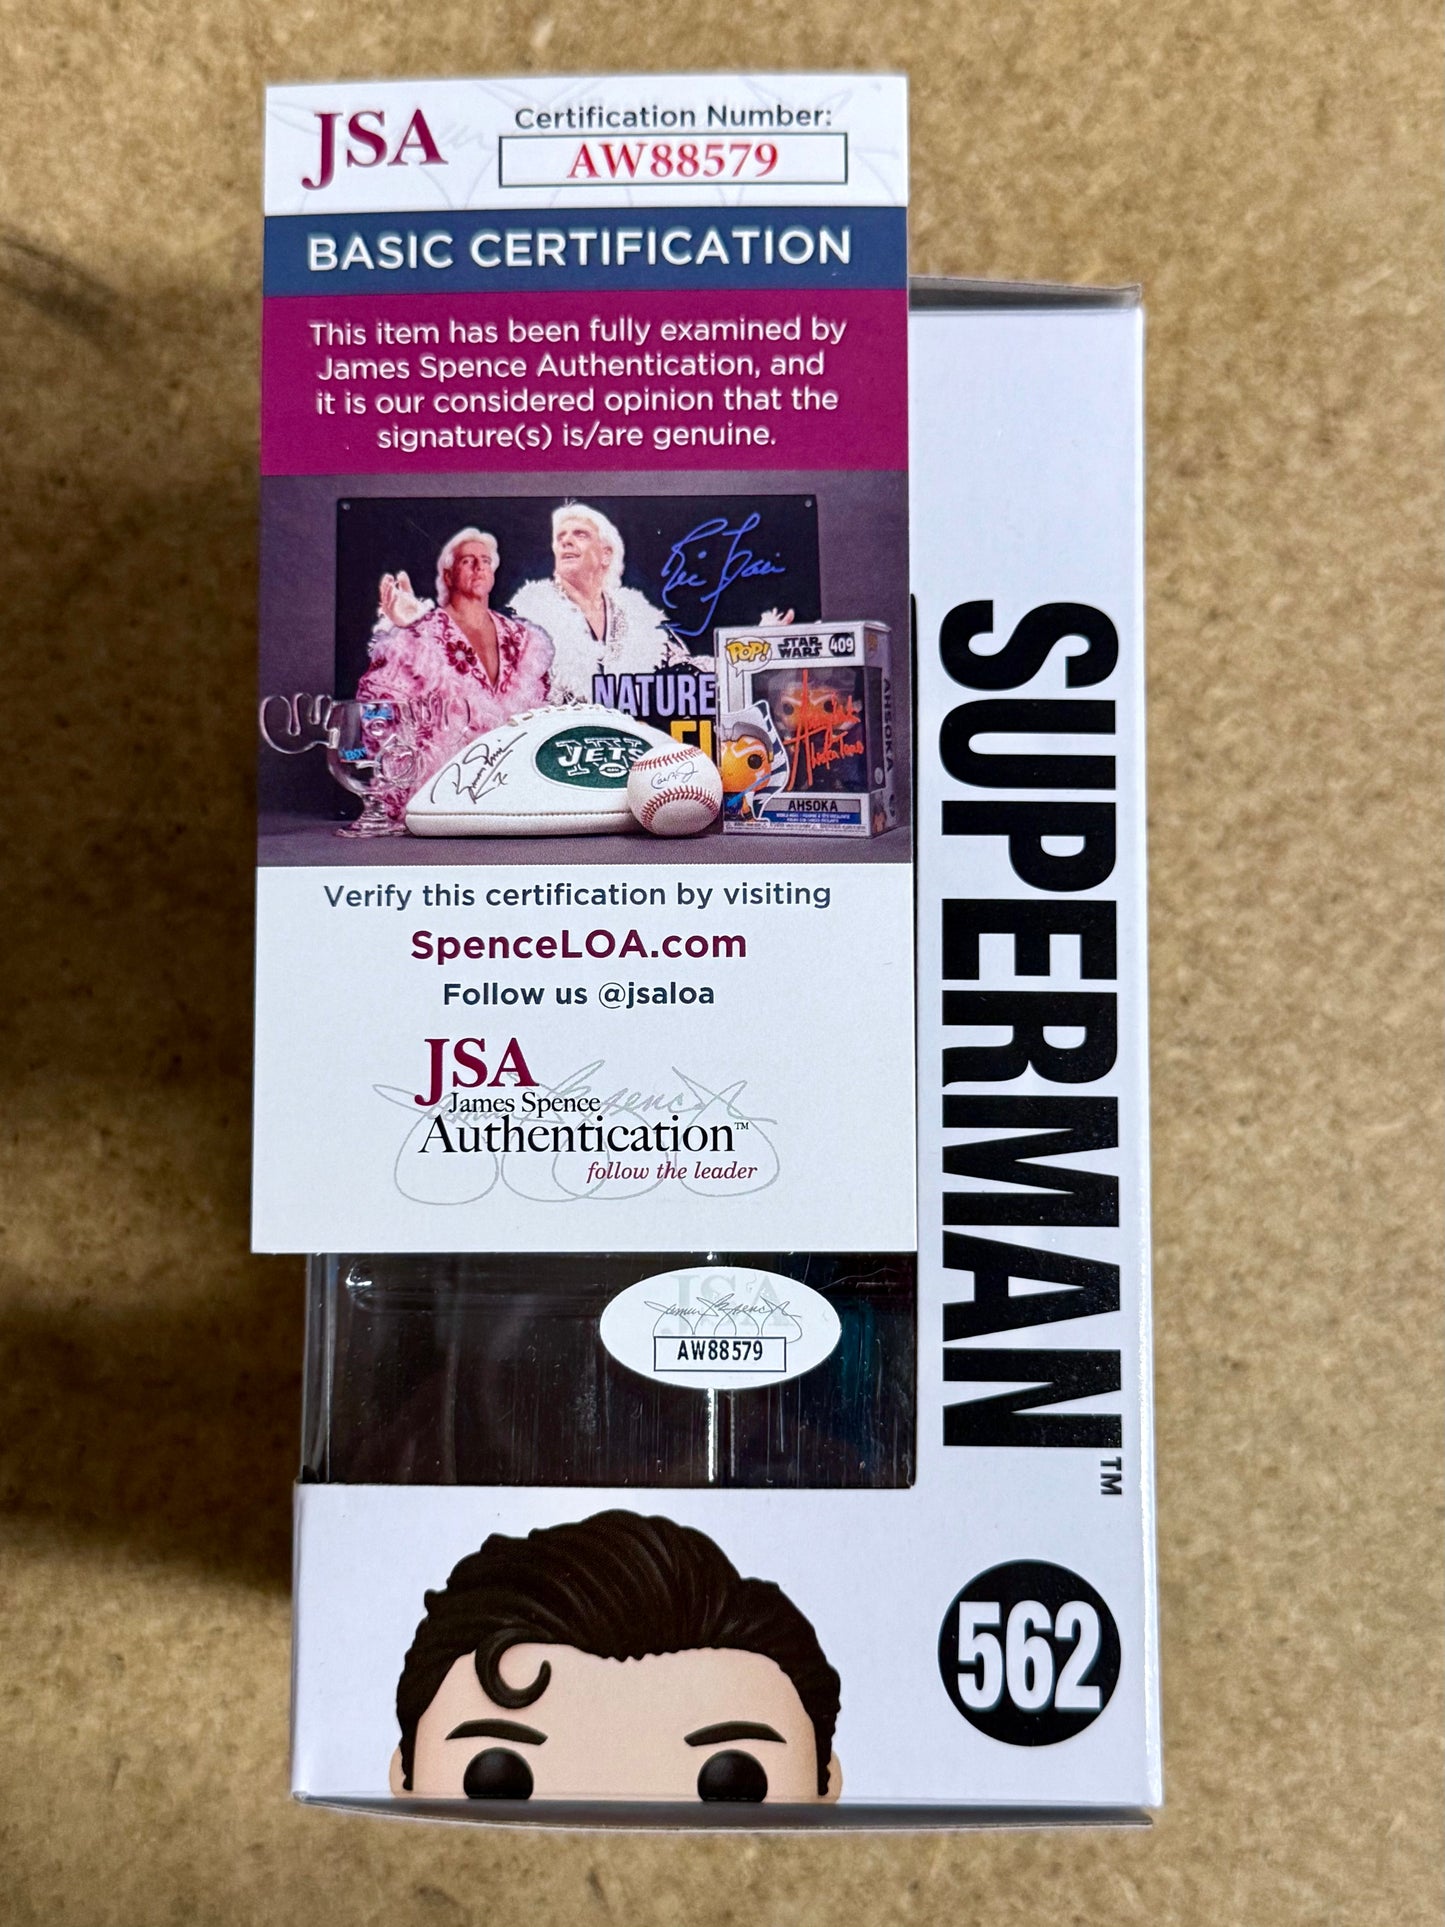 JSA
Certification Number:
AW88579
BASIC CERTIFICATION
This item has been fully examined by
James Spence Authentication, and
it is our considered opinion that the
signature(s) is/are genuine.
NATURE
JETS
POP!
STAR
WARS
409
AHSOKA
AHSOKA
Verify this certification by visiting
SpenceLOA.com
Follow us @jsaloa
JSA
James Spence
Authentication™
follow the leader
JSA
AW88579
SUPERMAN™
562